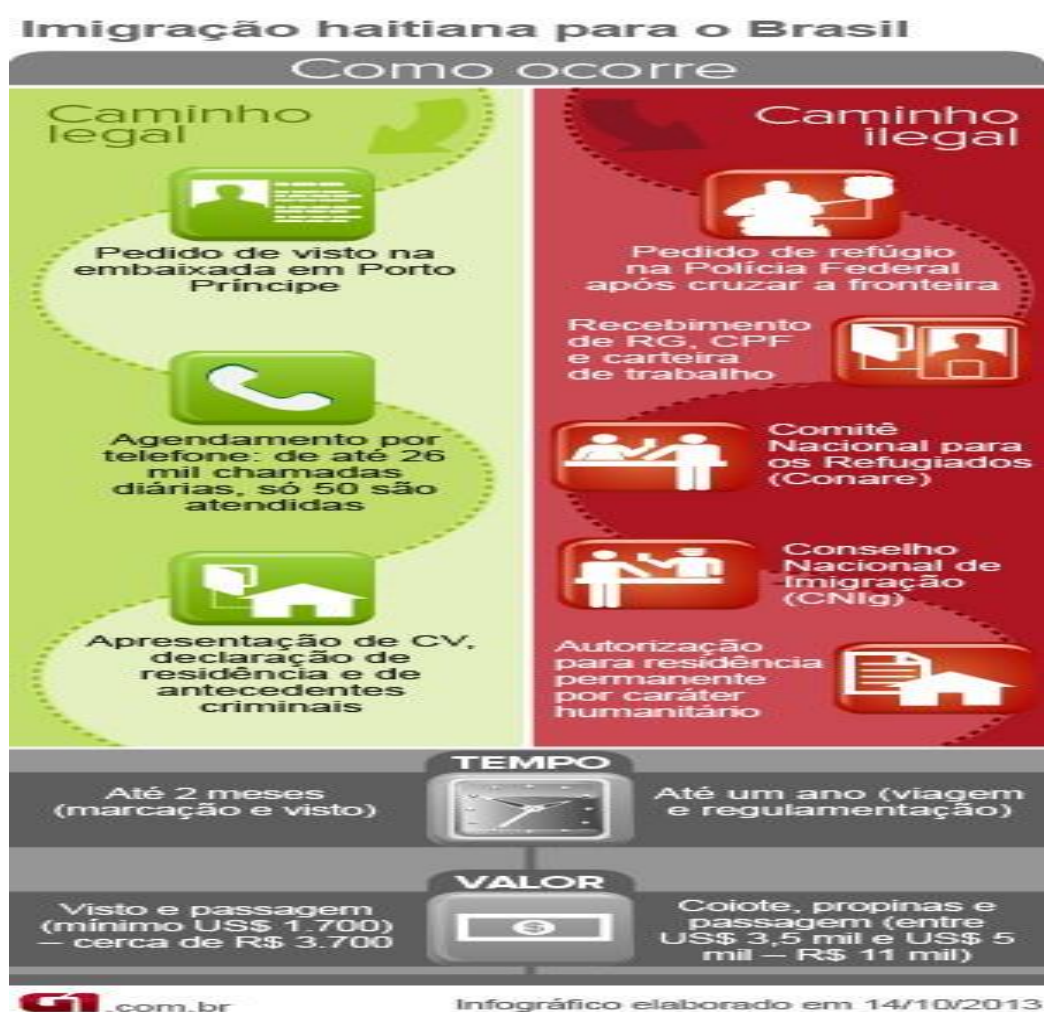 Imigração haitiana para o Brasil
Como ocorre
Caminho
legal
Pedido de visto na
embaixada em Porto
Príncipe
Agendamento por
telefone: de até 26
mil chamadas
diárias, só 50 são
atendidas
Apresentação de CV,
declaração de
residência e de
antecedentes
criminais
Caminho
ilegal
Pedido de refúgio
na Polícia Federal
após cruzar a fronteira
Recebimento
de RG, CPF
e carteira
de trabalho
Comitê
Nacional para
os Refugiados
(Conare)
Conselho
Nacional de
Imigração
(CNIg)
Autorização
para residência
permanente
por caráter
humanitário
TEMPO
Até 2 meses
(marcação e visto)
Até um ano (viagem
e regulamentação)
VALOR
Visto e passagem
(mínimo US$ 1.700)
– cerca de R$ 3.700
Coiote, propinas e
passagem (entre
US$ 3,5 mil e US$ 5
mil – R$ 11 mil)
G1.com.br
Infográfico elaborado em 14/10/2013